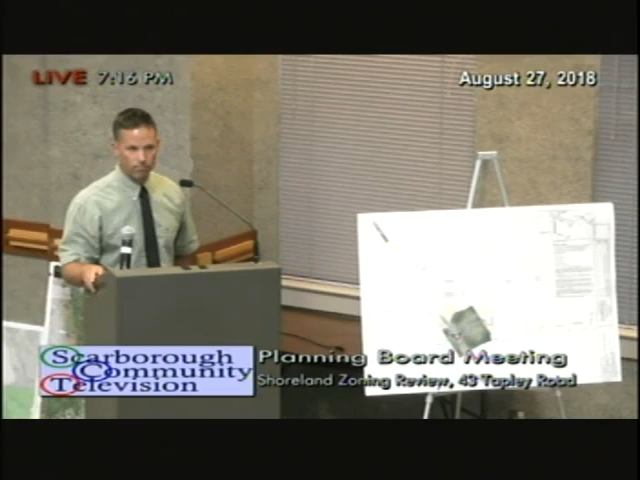 LIVE 7:16 PM
August 27, 2018
Scarborough
Community
Television
Planning Board Meeting
Shoreland Zoning Review, 43 Tapley Road